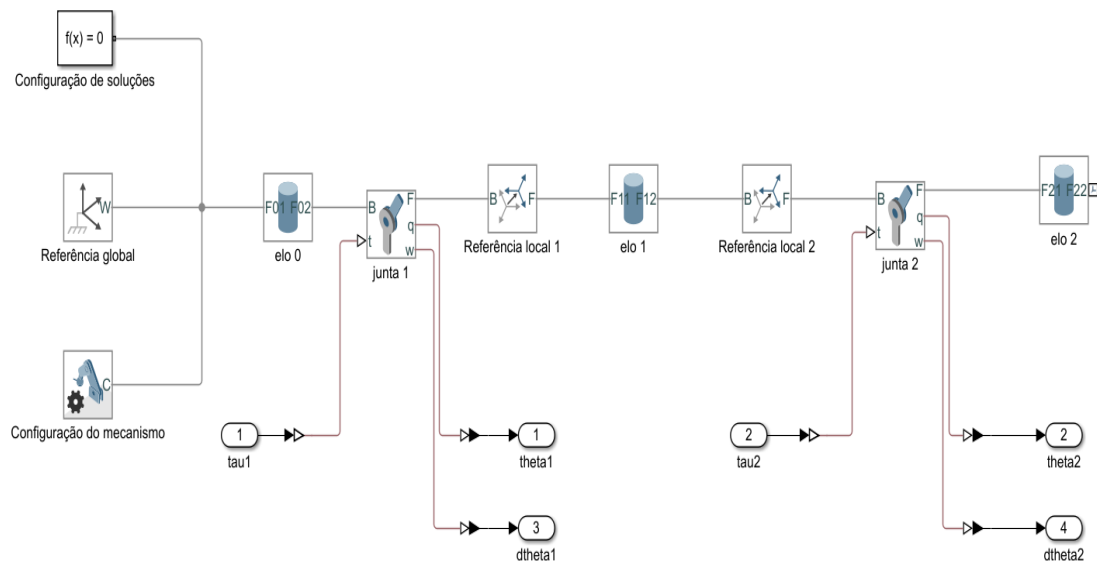 f(x) = 0
Configuração de soluções
W
Referência global
F01 F02
elo 0
B F
q
t
w
junta 1
B F
Referência local 1
F11 F12
elo 1
B F
Referência local 2
B F
q
t
w
junta 2
F21 F22
elo 2
C
Configuração do mecanismo
1
tau1
1
theta1
2
tau2
2
theta2
3
dtheta1
4
dtheta2